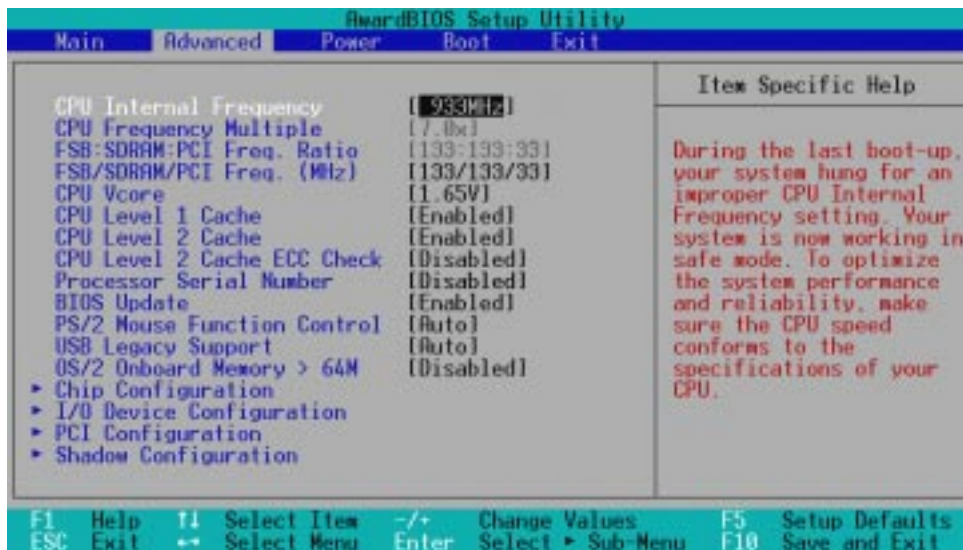 AwardBIOS Setup Utility
Main Advanced Power Boot Exit
CPU Internal Frequency [ 933MHz]
CPU Frequency Multiple [7.0x]
FSB:SDRAM:PCI Freq. Ratio [133:133:33]
FSB/SDRAM/PCI Freq. (MHz) [133/133/33]
CPU Vcore [1.65V]
CPU Level 1 Cache [Enabled]
CPU Level 2 Cache [Enabled]
CPU Level 2 Cache ECC Check [Disabled]
Processor Serial Number [Disabled]
BIOS Update [Enabled]
PS/2 Mouse Function Control [Auto]
USB Legacy Support [Auto]
OS/2 Onboard Memory > 64M [Disabled]
► Chip Configuration
► I/O Device Configuration
► PCI Configuration
► Shadow Configuration
Item Specific Help
During the last boot-up,
your system hung for an
improper CPU Internal
Frequency setting. Your
system is now working in
safe mode. To optimize
the system performance
and reliability, make
sure the CPU speed
conforms to the
specifications of your
CPU.
F1 Help ↑↓ Select Item -/+ Change Values F5 Setup Defaults
ESC Exit ←→ Select Menu Enter Select ► Sub-Menu F10 Save and Exit